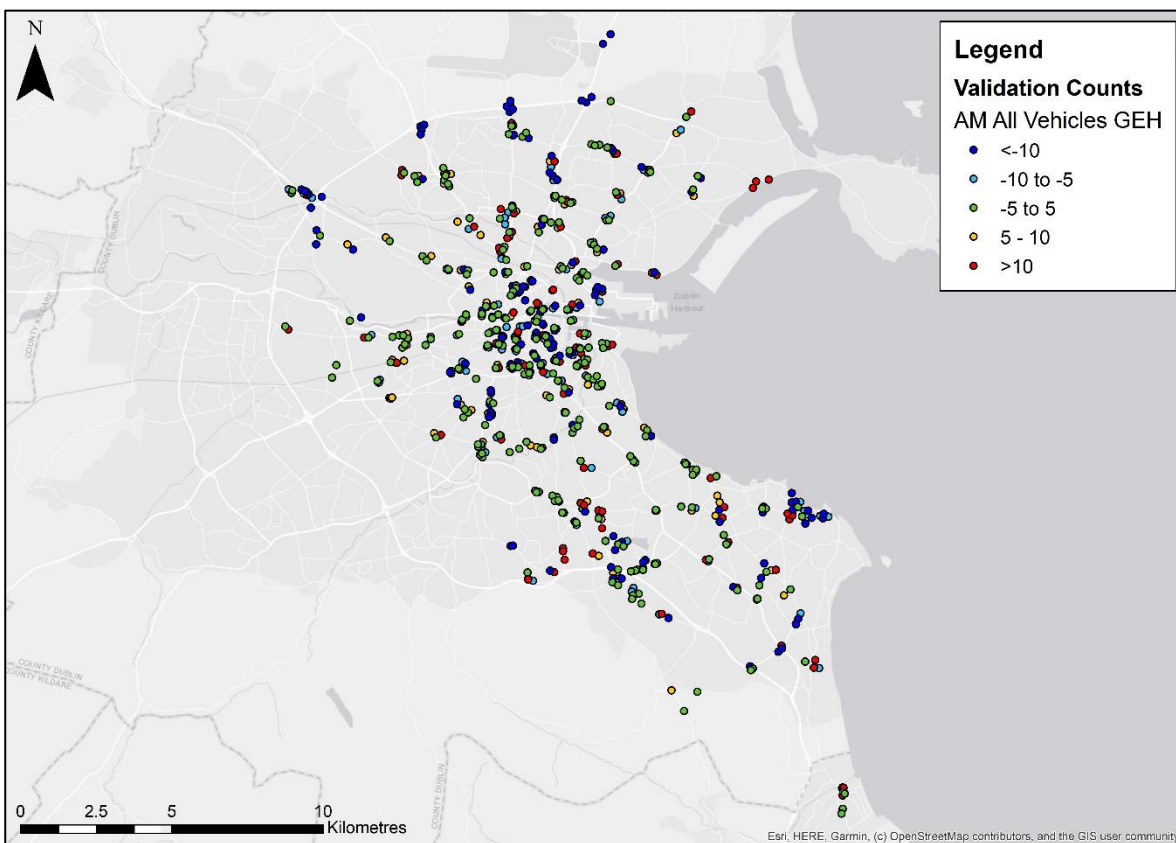 N
Legend
Validation Counts
AM All Vehicles GEH
<-10
-10 to -5
-5 to 5
5 - 10
>10
COUNTY DUBLIN
COUNTY KILDARE
Dublin
Harbour
COUNTY DUBLIN
COUNTY KILDARE
0 2.5 5 10
Kilometres
Esri, HERE, Garmin, (c) OpenStreetMap contributors, and the GIS user community